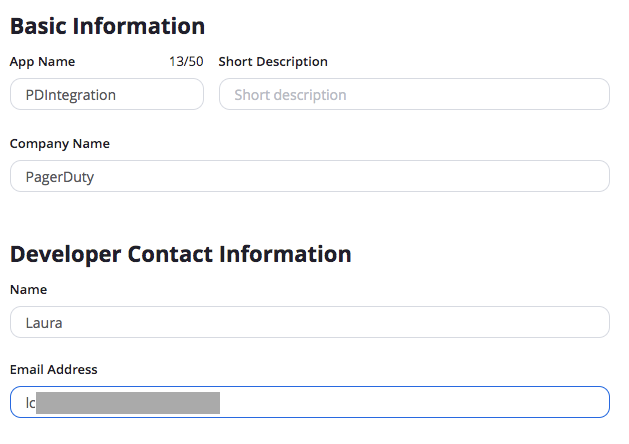 Basic Information
App Name 13/50 Short Description
PDIntegration Short description
Company Name
PagerDuty
Developer Contact Information
Name
Laura
Email Address
lc